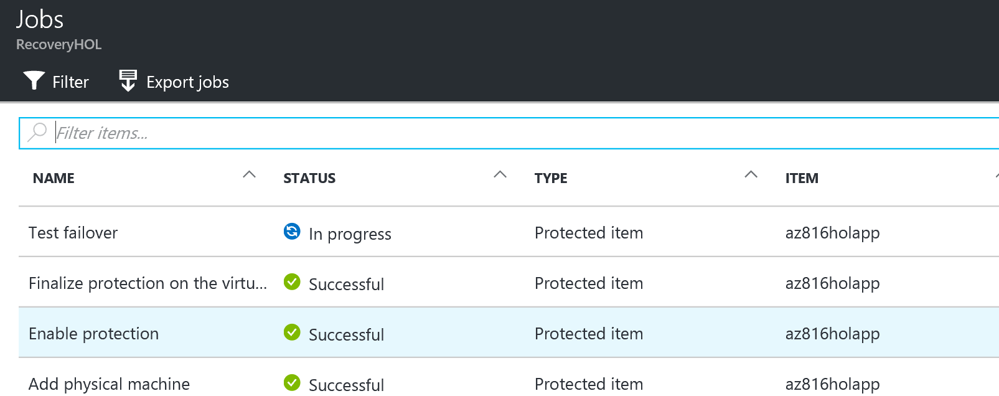 Jobs
RecoveryHOL
Filter Export jobs
Filter items...
NAME STATUS TYPE ITEM
Test failover In progress Protected item az816holapp
Finalize protection on the virtu... Successful Protected item az816holapp
Enable protection Successful Protected item az816holapp
Add physical machine Successful Protected item az816holapp